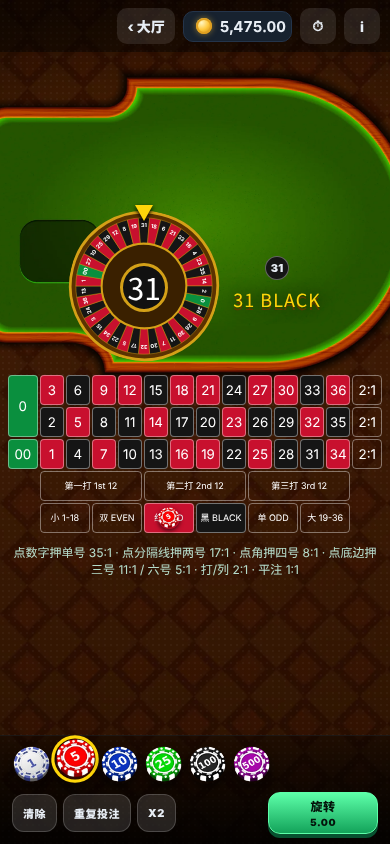 ‹ 大厅
5,475.00
i
31
31
31 BLACK
0
3 6 9 12 15 18 21 24 27 30 33 36 2:1
2 5 8 11 14 17 20 23 26 29 32 35 2:1
00 1 4 7 10 13 16 19 22 25 28 31 34 2:1
第一打 1st 12 第二打 2nd 12 第三打 3rd 12
小 1-18 双 EVEN 5 黑 BLACK 单 ODD 大 19-36
点数字押单号 35:1 · 点分隔线押两号 17:1 · 点角押四号 8:1 · 点底边押
三号 11:1 / 六号 5:1 · 打/列 2:1 · 平注 1:1
1 5 10 25 100 500
清除 重复投注 X2 旋转
5.00